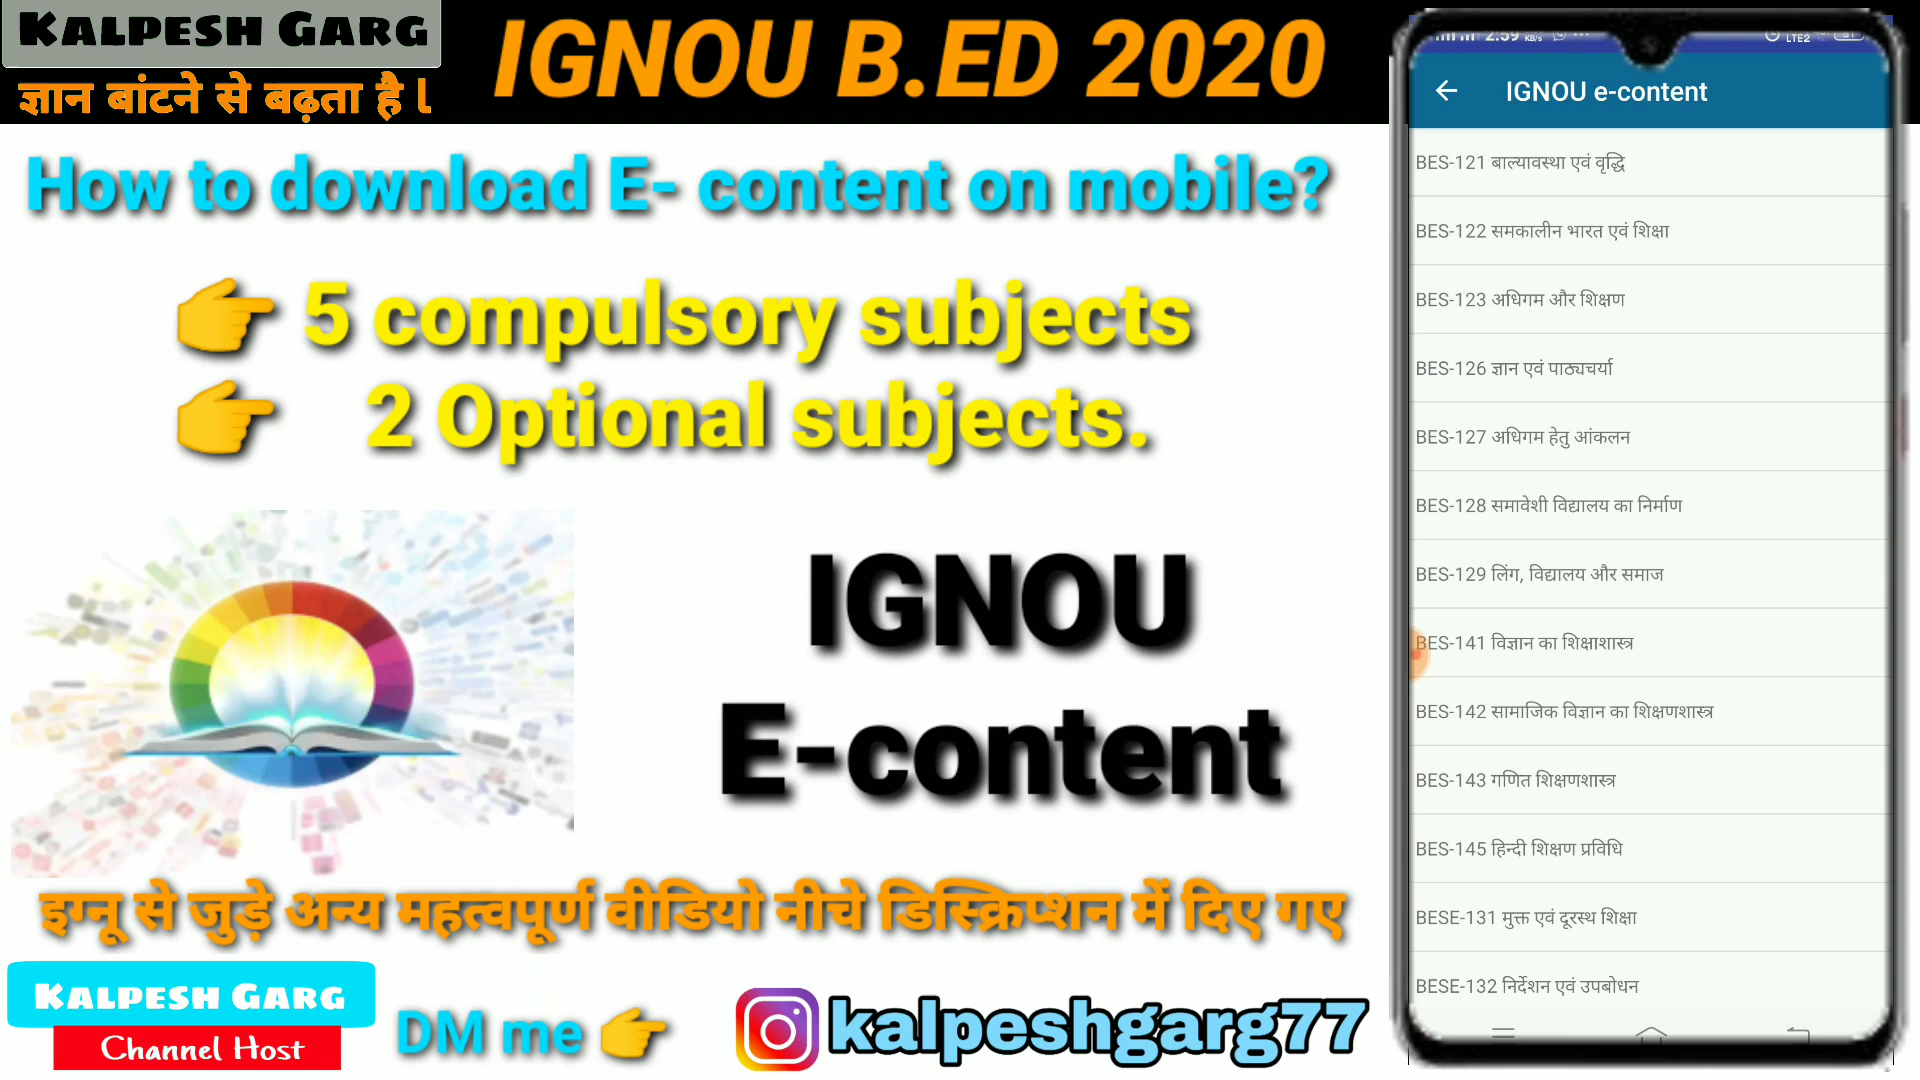 KALPESH GARG
ज्ञान बांटने से बढ़ता है l
IGNOU B.ED 2020
How to download E- content on mobile?
👉 5 compulsory subjects
👉 2 Optional subjects.
IGNOU
E-content
इग्नू से जुड़े अन्य महत्वपूर्ण वीडियो नीचे डिस्क्रिप्शन में दिए गए
KALPESH GARG
Channel Host
DM me 👉
kalpeshgarg77
2:59 KB/s
LTE2
IGNOU e-content
BES-121 बाल्यावस्था एवं वृद्धि
BES-122 समकालीन भारत एवं शिक्षा
BES-123 अधिगम और शिक्षण
BES-126 ज्ञान एवं पाठ्यचर्या
BES-127 अधिगम हेतु आंकलन
BES-128 समावेशी विद्यालय का निर्माण
BES-129 लिंग, विद्यालय और समाज
BES-141 विज्ञान का शिक्षाशास्त्र
BES-142 सामाजिक विज्ञान का शिक्षणशास्त्र
BES-143 गणित शिक्षणशास्त्र
BES-145 हिन्दी शिक्षण प्रविधि
BESE-131 मुक्त एवं दूरस्थ शिक्षा
BESE-132 निर्देशन एवं उपबोधन